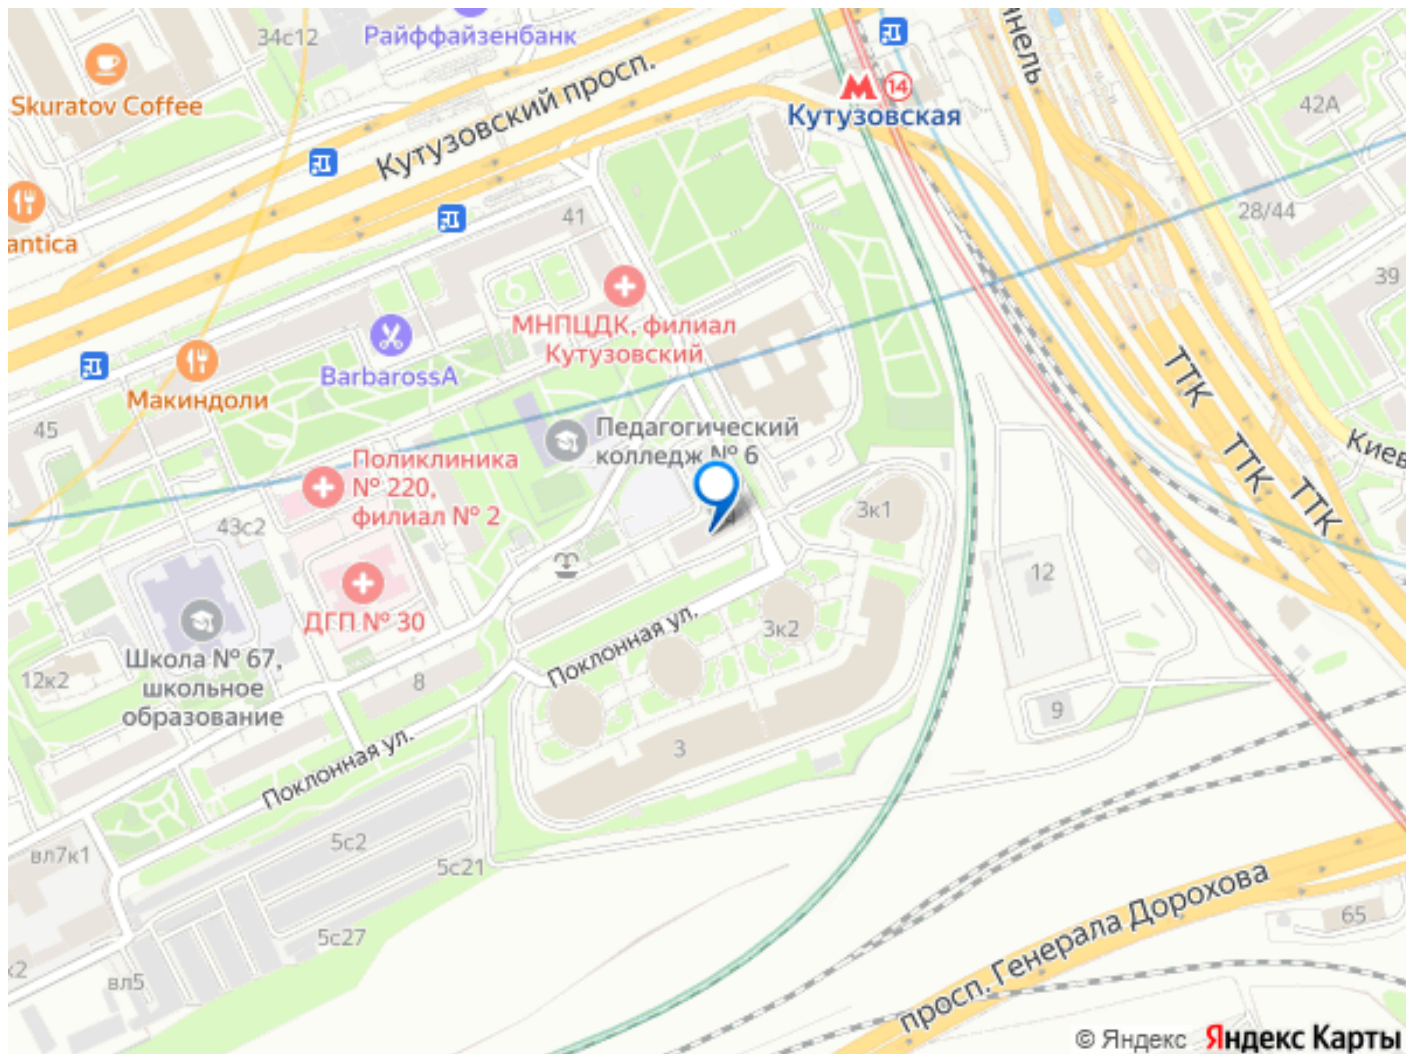 34с12
Райффайзенбанк
Skuratov Coffee
Кутузовский просп.
14
Кутузовская
42А
28/44
antica
41
39
МНПЦДК, филиал
Кутузовский
BarbarossA
Макиндоли
45
Педагогический
колледж № 6
ТТК
ТТК
ТТК
Киев
Поликлиника
№ 220,
филиал № 2
43с2
3к1
12
ДГП № 30
3к2
Поклонная ул.
Школа № 67,
школьное
образование
12к2
8
9
3
Поклонная ул.
5с2
вл7к1
5с21
просп. Генерала Дорохова
65
5с27
к2
вл5
© Яндекс Яндекс Карты